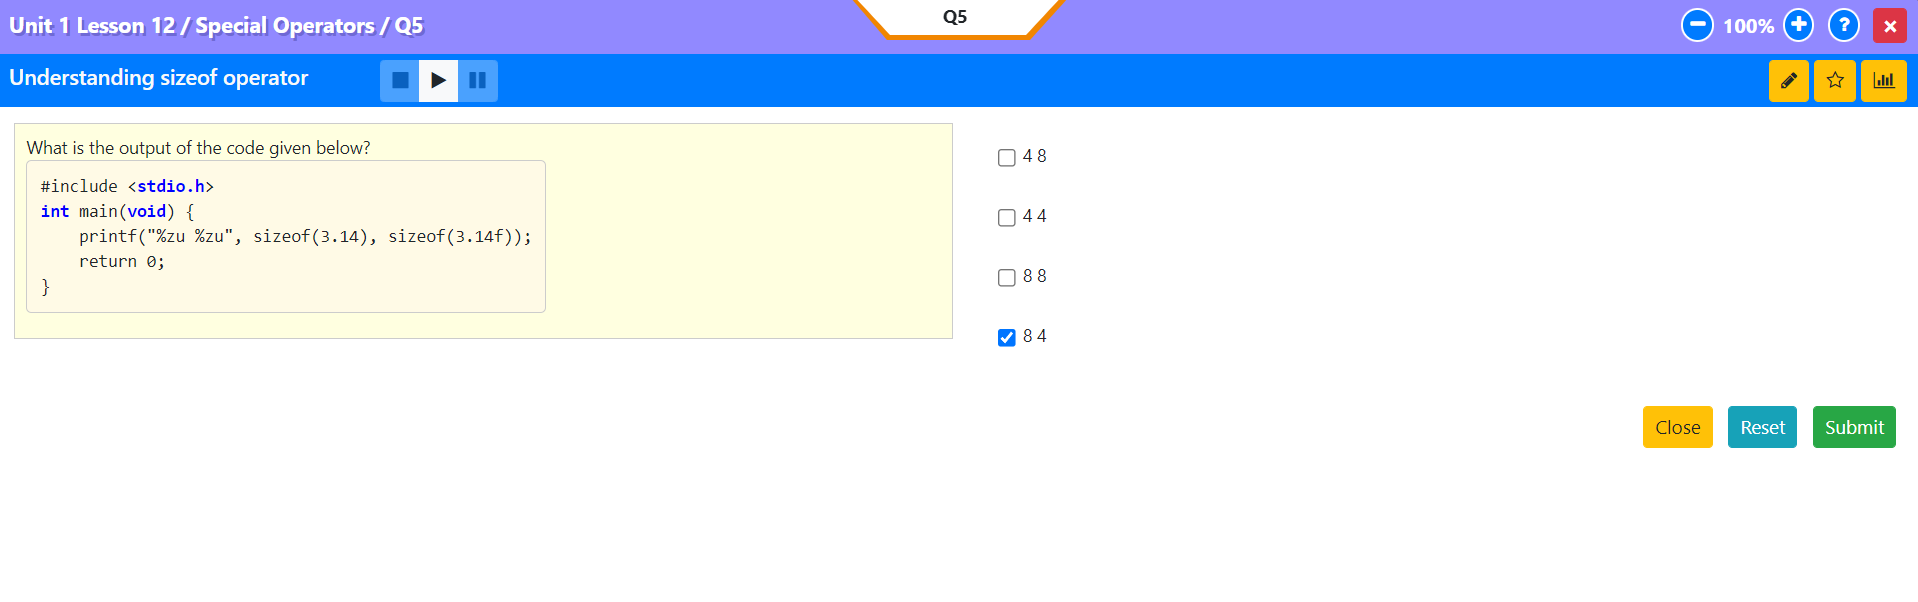 Unit 1 Lesson 12 / Special Operators / Q5
Q5
100%
?
Understanding sizeof operator
What is the output of the code given below?
#include <stdio.h>
int main(void) {
    printf("%zu %zu", sizeof(3.14), sizeof(3.14f));
    return 0;
}
4 8
4 4
8 8
8 4
Close
Reset
Submit